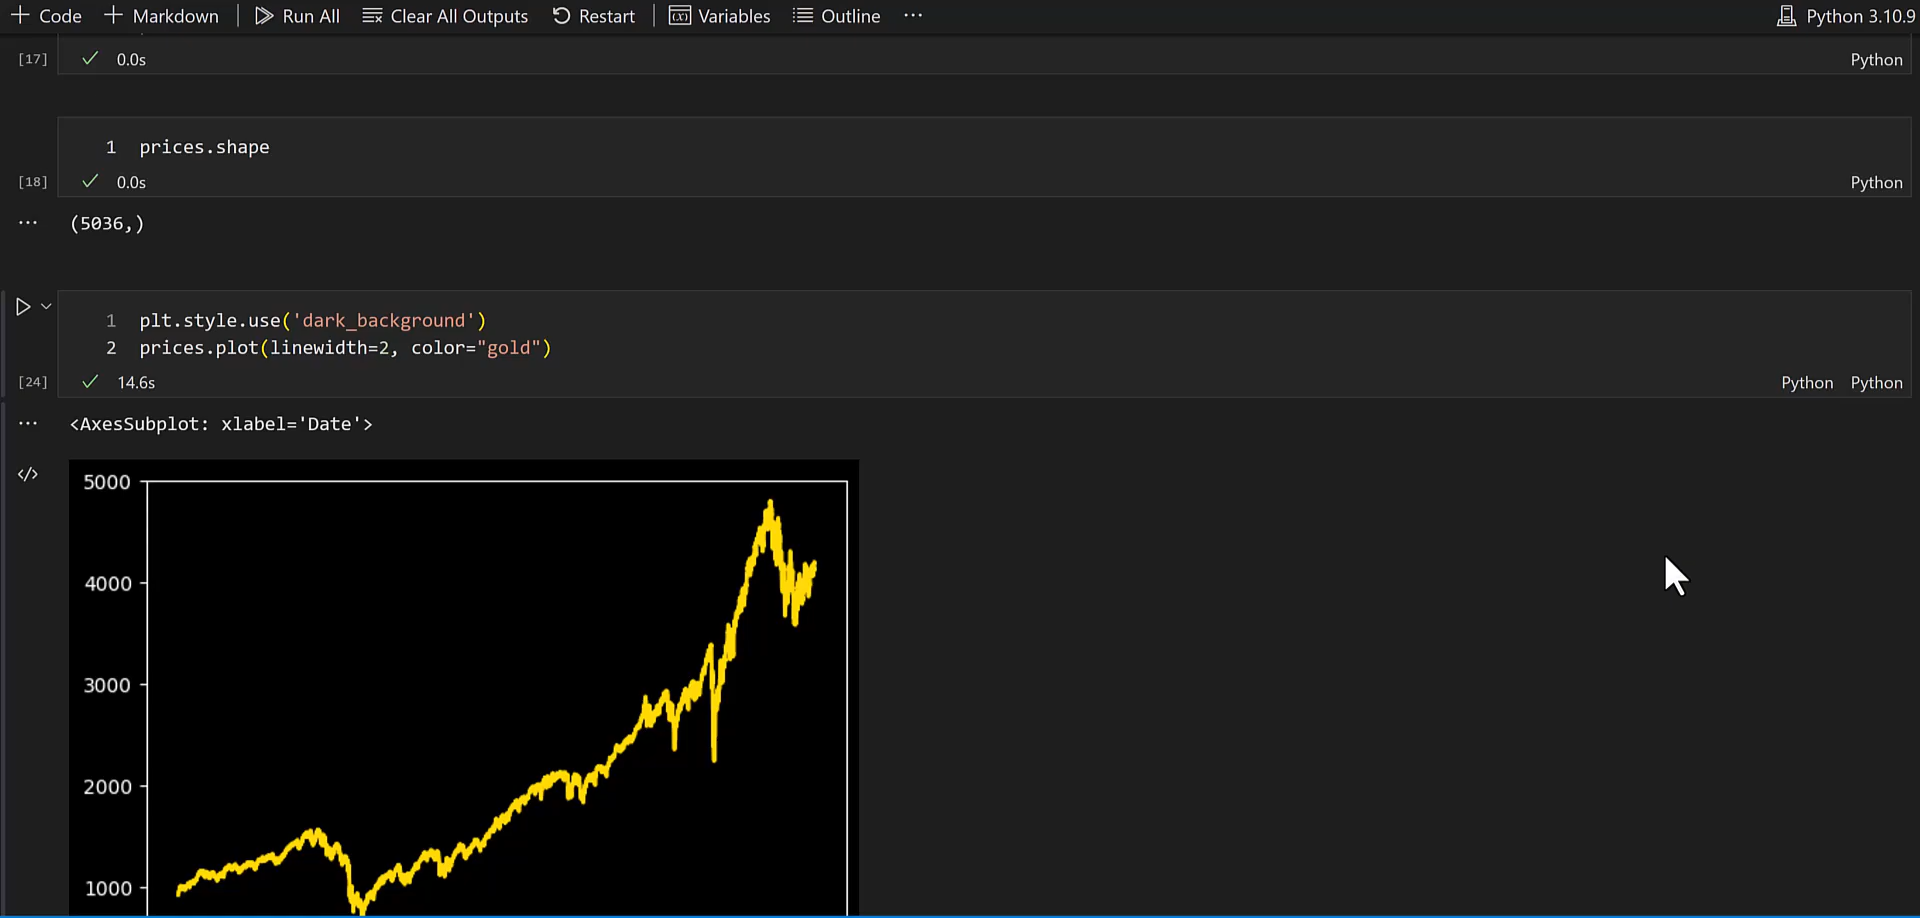 Code Markdown Run All Clear All Outputs Restart Variables Outline ··· Python 3.10.9
[17] 0.0s Python
1 prices.shape
[18] 0.0s Python
··· (5036,)
1 plt.style.use('dark_background')
2 prices.plot(linewidth=2, color="gold")
[24] 14.6s Python Python
··· <AxesSubplot: xlabel='Date'>
</>
5000
4000
3000
2000
1000